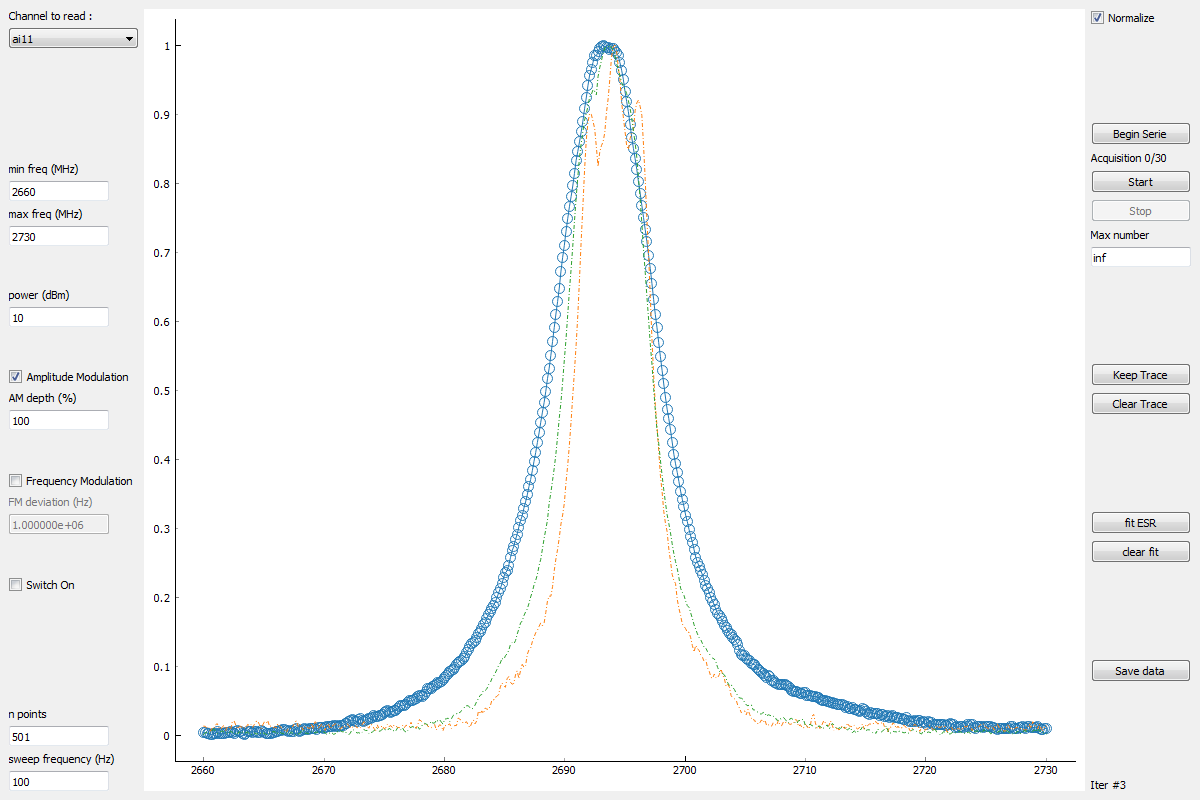 Channel to read :
ai11
min freq (MHz)
2660
max freq (MHz)
2730
power (dBm)
10
Amplitude Modulation
AM depth (%)
100
Frequency Modulation
FM deviation (Hz)
1.000000e+06
Switch On
n points
501
sweep frequency (Hz)
100
1
0.9
0.8
0.7
0.6
0.5
0.4
0.3
0.2
0.1
0
2660 2670 2680 2690 2700 2710 2720 2730
Normalize
Begin Serie
Acquisition 0/30
Start
Stop
Max number
inf
Keep Trace
Clear Trace
fit ESR
clear fit
Save data
Iter #3